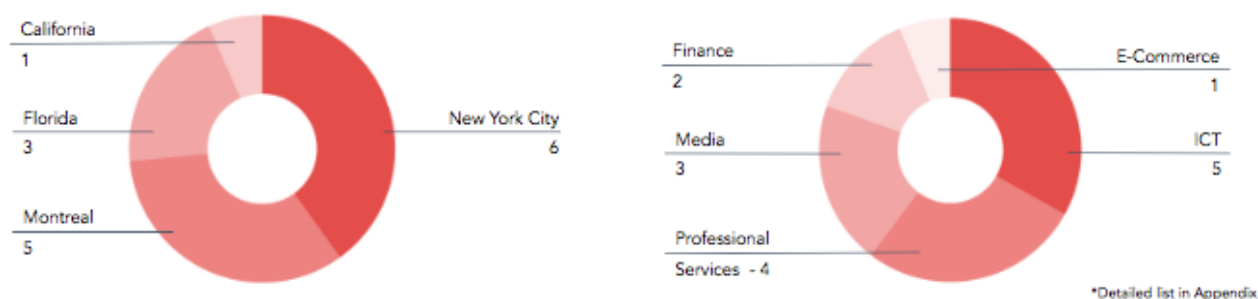 California
1
Florida
3
Montreal
5
New York City
6
Finance
2
Media
3
Professional
Services - 4
E-Commerce
1
ICT
5
*Detailed list in Appendix